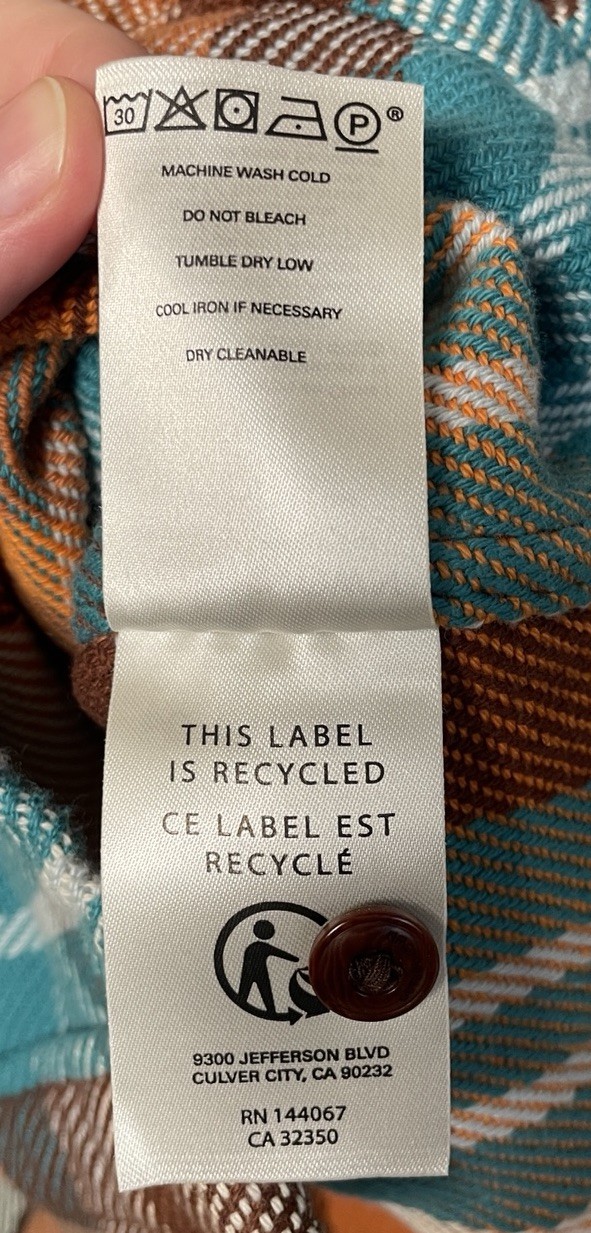 30 P ®
MACHINE WASH COLD
DO NOT BLEACH
TUMBLE DRY LOW
COOL IRON IF NECESSARY
DRY CLEANABLE
THIS LABEL
IS RECYCLED
CE LABEL EST
RECYCLÉ
9300 JEFFERSON BLVD
CULVER CITY, CA 90232
RN 144067
CA 32350